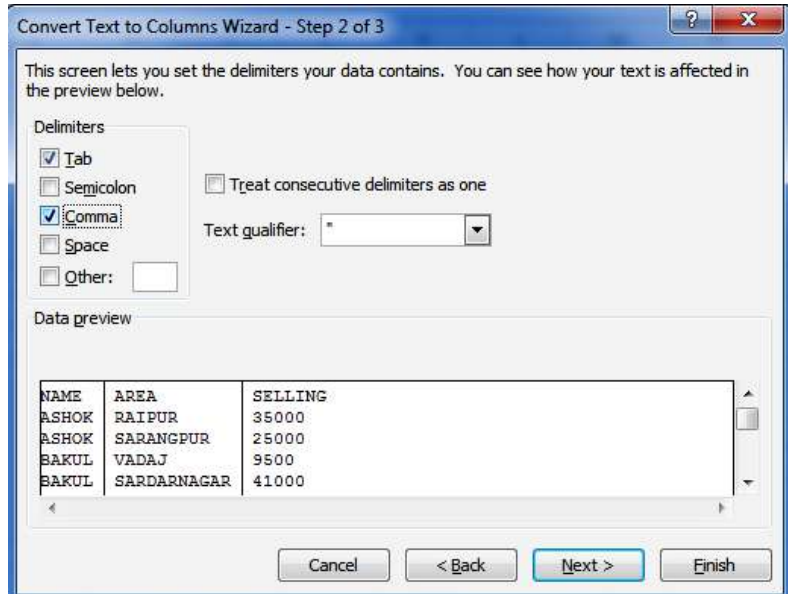 Convert Text to Columns Wizard - Step 2 of 3
This screen lets you set the delimiters your data contains. You can see how your text is affected in
the preview below.
Delimiters
Tab
Semicolon
Comma
Space
Other:
Treat consecutive delimiters as one
Text qualifier: "
Data preview
NAME AREA SELLING
ASHOK RAIPUR 35000
ASHOK SARANGPUR 25000
BAKUL VADAJ 9500
BAKUL SARDARNAGAR 41000
Cancel < Back Next > Finish